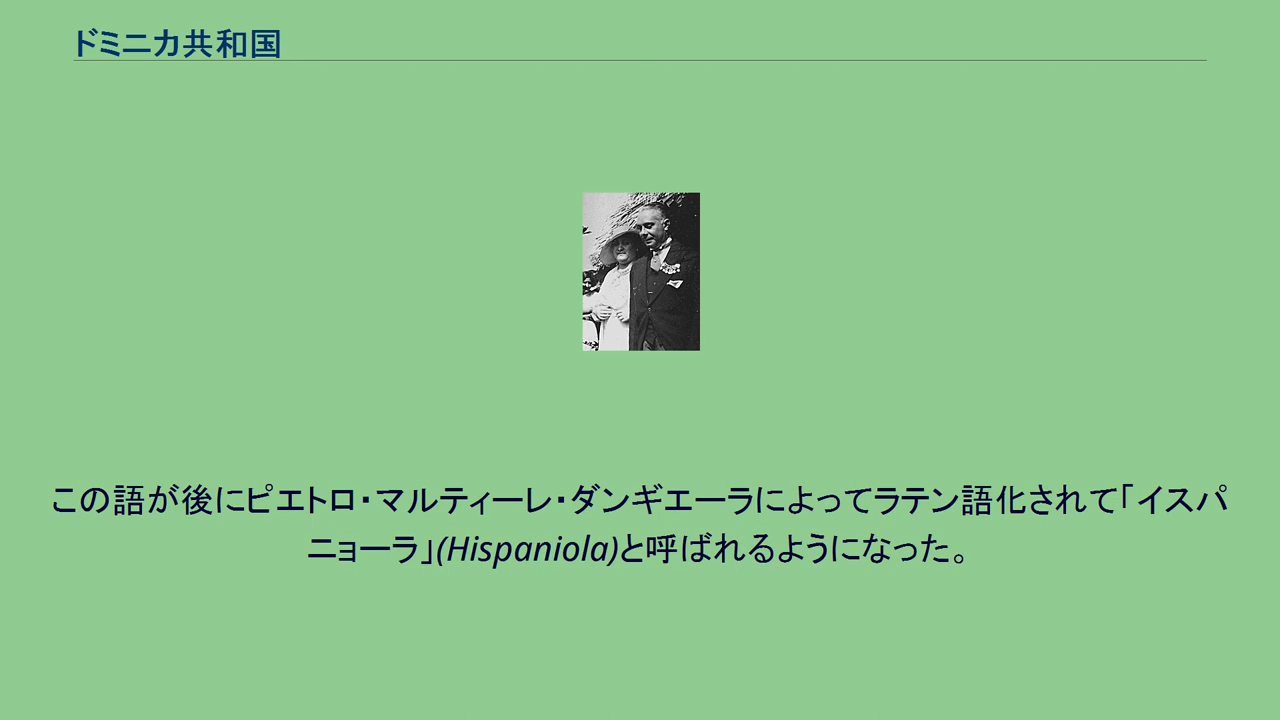 ドミニカ共和国
この語が後にピエトロ・マルティーレ・ダンギエーラによってラテン語化されて「イスパ
ニョーラ」(Hispaniola)と呼ばれるようになった。